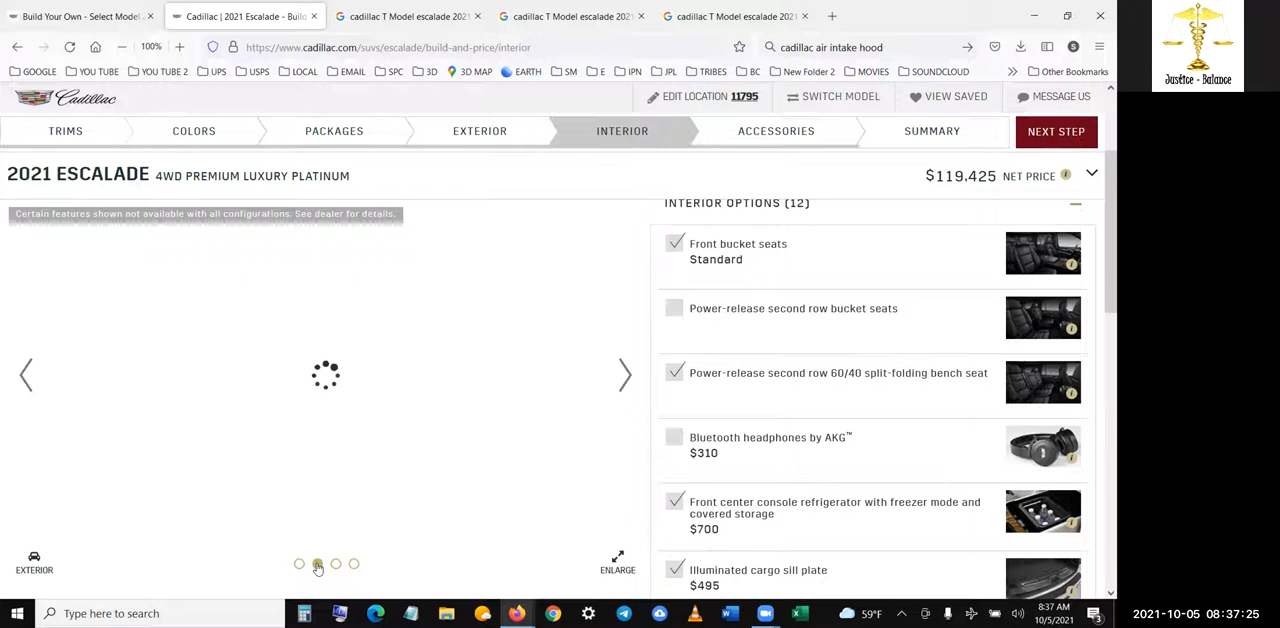 Build Your Own - Select Model
Cadillac | 2021 Escalade - Build
cadillac T Model escalade 2021
cadillac T Model escalade 2021
cadillac T Model escalade 2021
100%
https://www.cadillac.com/suvs/escalade/build-and-price/interior
cadillac air intake hood
S
GOOGLE
YOU TUBE
YOU TUBE 2
UPS
USPS
LOCAL
EMAIL
SPC
3D
3D MAP
EARTH
SM
E
IPN
JPL
TRIBES
BC
New Folder 2
MOVIES
SOUNDCLOUD
Other Bookmarks
Justice - Balance
Cadillac
EDIT LOCATION 11795
SWITCH MODEL
VIEW SAVED
MESSAGE US
TRIMS
COLORS
PACKAGES
EXTERIOR
INTERIOR
ACCESSORIES
SUMMARY
NEXT STEP
2021 ESCALADE 4WD PREMIUM LUXURY PLATINUM
$119,425 NET PRICE
Certain features shown not available with all configurations. See dealer for details.
INTERIOR OPTIONS (12)
Front bucket seats
Standard
Power-release second row bucket seats
Power-release second row 60/40 split-folding bench seat
Bluetooth headphones by AKG™
$310
Front center console refrigerator with freezer mode and
covered storage
$700
Illuminated cargo sill plate
$495
EXTERIOR
ENLARGE
Type here to search
59°F
8:37 AM
10/5/2021
3
2021-10-05 08:37:25